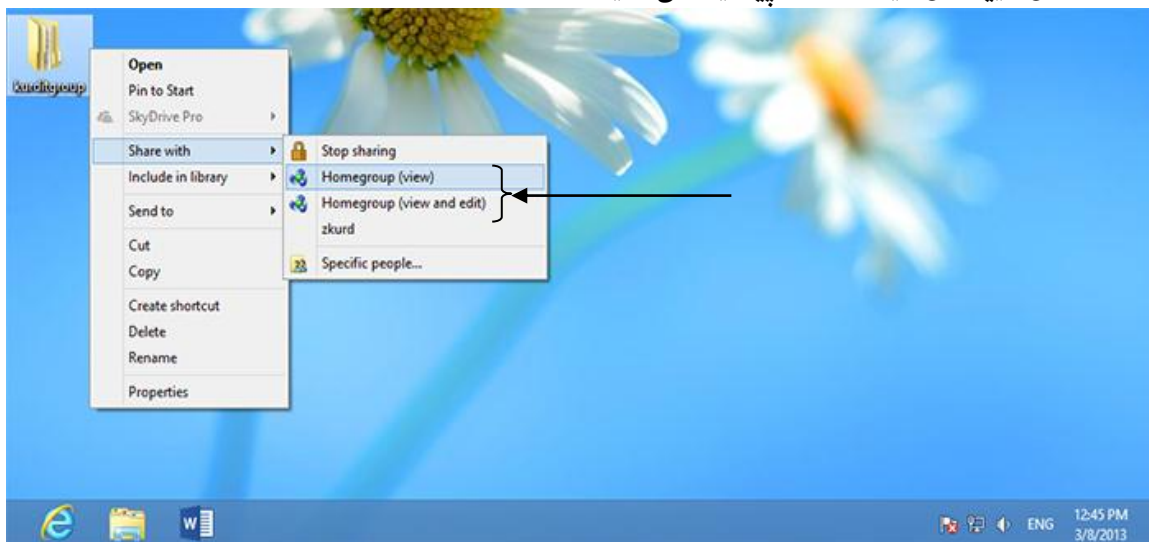 kurditgroup
Open
Pin to Start
SkyDrive Pro
Share with
Include in library
Send to
Cut
Copy
Create shortcut
Delete
Rename
Properties
Stop sharing
Homegroup (view)
Homegroup (view and edit)
zkurd
Specific people...
ENG
12:45 PM
3/8/2013